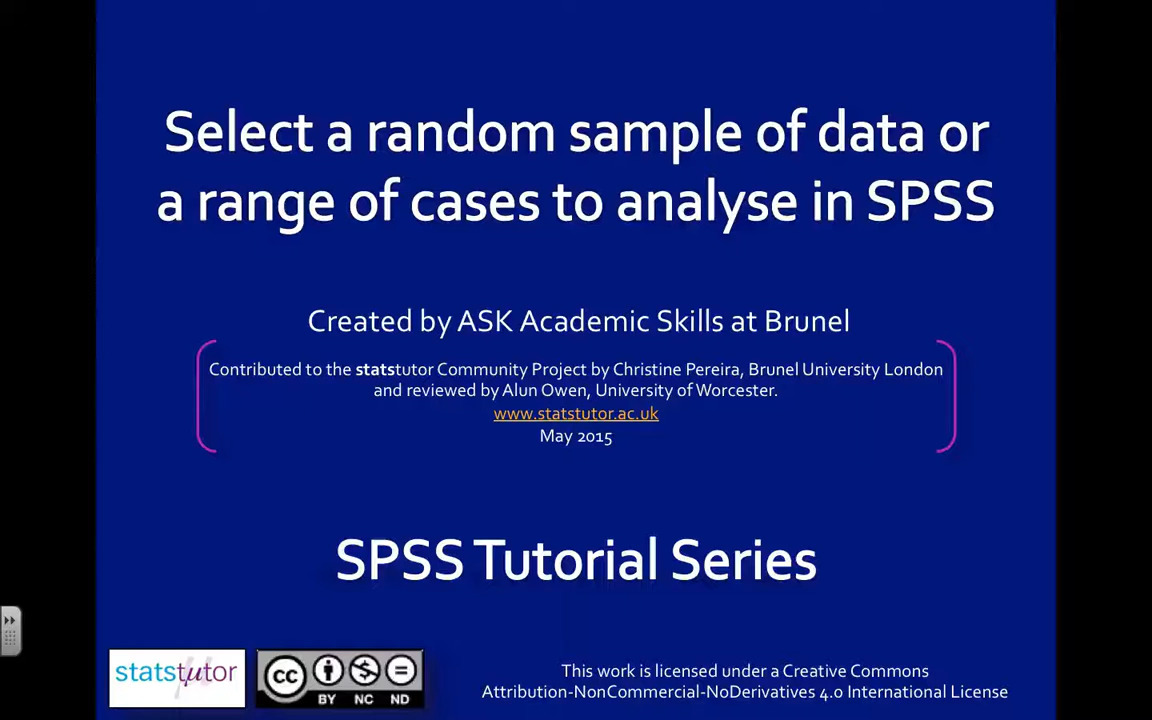 Select a random sample of data or
a range of cases to analyse in SPSS
Created by ASK Academic Skills at Brunel
Contributed to the statstutor Community Project by Christine Pereira, Brunel University London
and reviewed by Alun Owen, University of Worcester.
www.statstutor.ac.uk
May 2015
SPSS Tutorial Series
statstutor
cc
BY NC ND
This work is licensed under a Creative Commons
Attribution-NonCommercial-NoDerivatives 4.0 International License